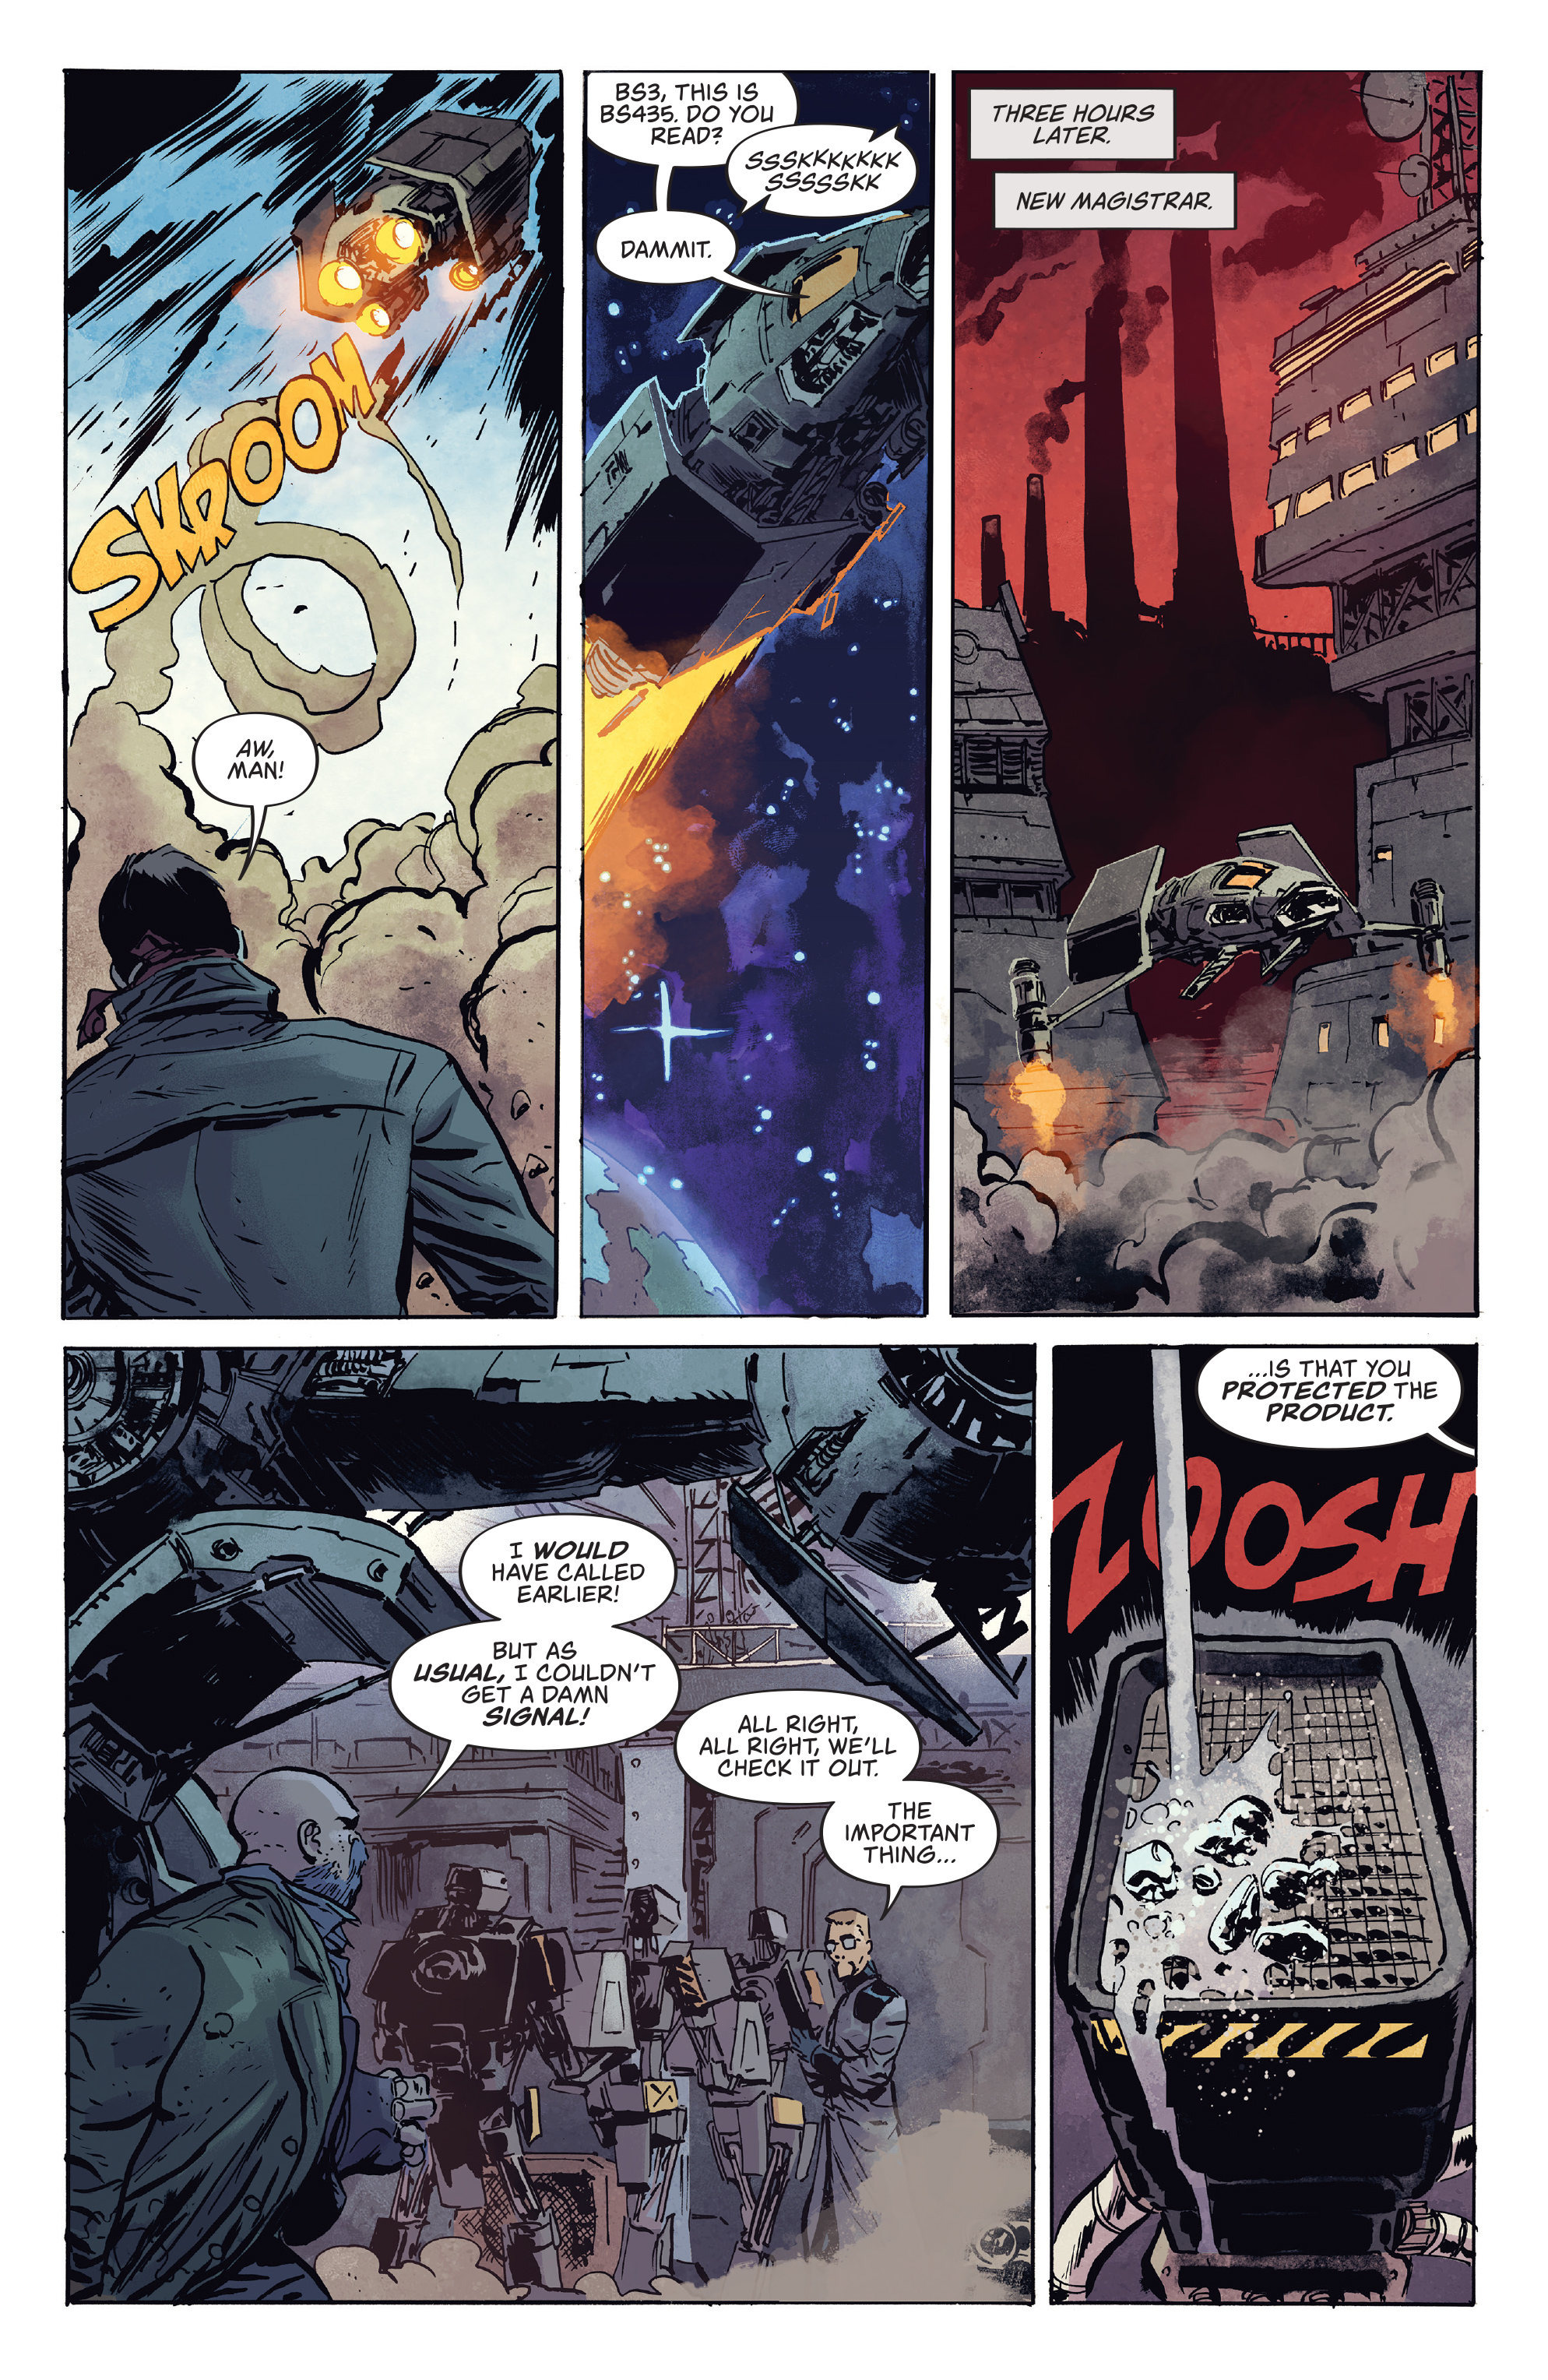 SKROOM
AW,
MAN!
BS3, THIS IS
BS435. DO YOU
READ?
SSSKKKKKKK
SSSSSSKK
DAMMIT.
THREE HOURS
LATER.
NEW MAGISTRAR.
I WOULD
HAVE CALLED
EARLIER!
BUT AS
USUAL, I COULDN'T
GET A DAMN
SIGNAL!
ALL RIGHT,
ALL RIGHT, WE'LL
CHECK IT OUT.
THE
IMPORTANT
THING...
...IS THAT YOU
PROTECTED THE
PRODUCT.
ZOOSH